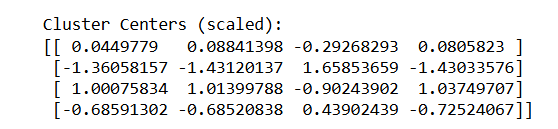 Cluster Centers (scaled):
[[ 0.0449779 0.08841398 -0.29268293 0.0805823 ]
[-1.36058157 -1.43120137 1.65853659 -1.43033576]
[ 1.00075834 1.01399788 -0.90243902 1.03749707]
[-0.68591302 -0.68520838 0.43902439 -0.72524067]]